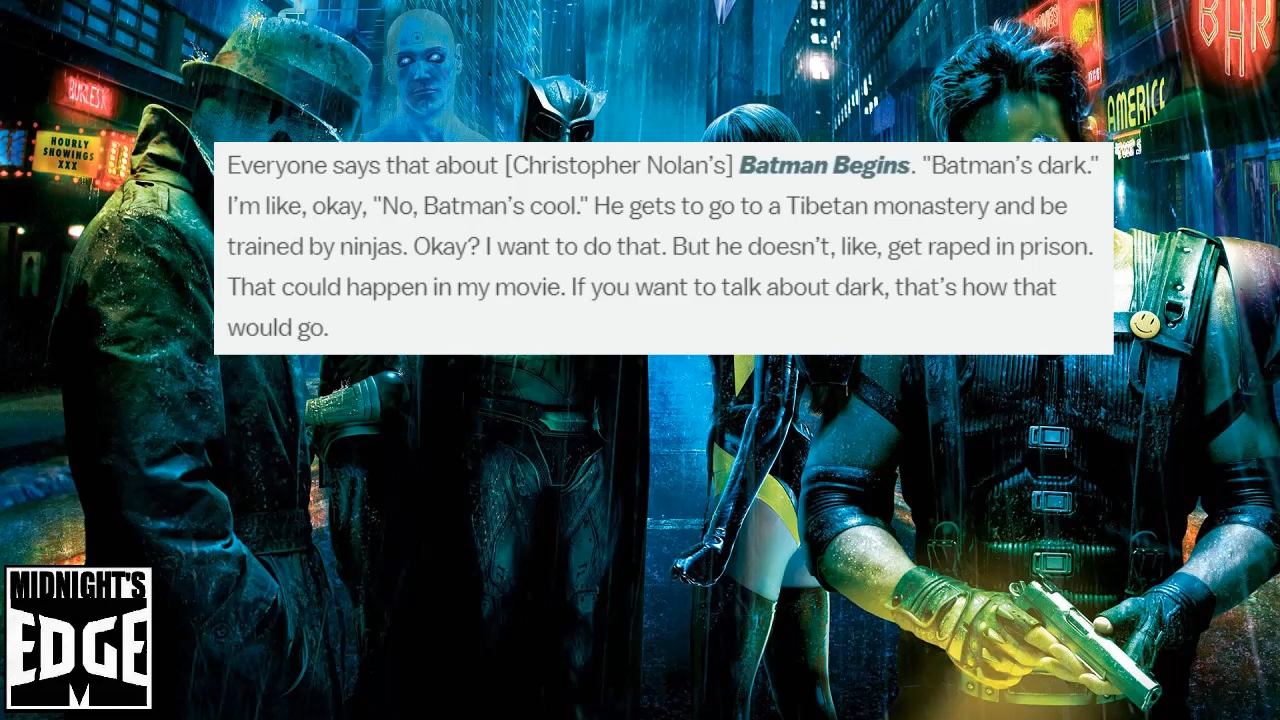 BURLESK
HOURLY
SHOWINGS
XXX
MOVIES
BAR
AMERICA
Everyone says that about [Christopher Nolan's] Batman Begins. "Batman's dark."
I'm like, okay, "No, Batman's cool." He gets to go to a Tibetan monastery and be
trained by ninjas. Okay? I want to do that. But he doesn't, like, get raped in prison.
That could happen in my movie. If you want to talk about dark, that's how that
would go.
MIDNIGHT'S
EDGE